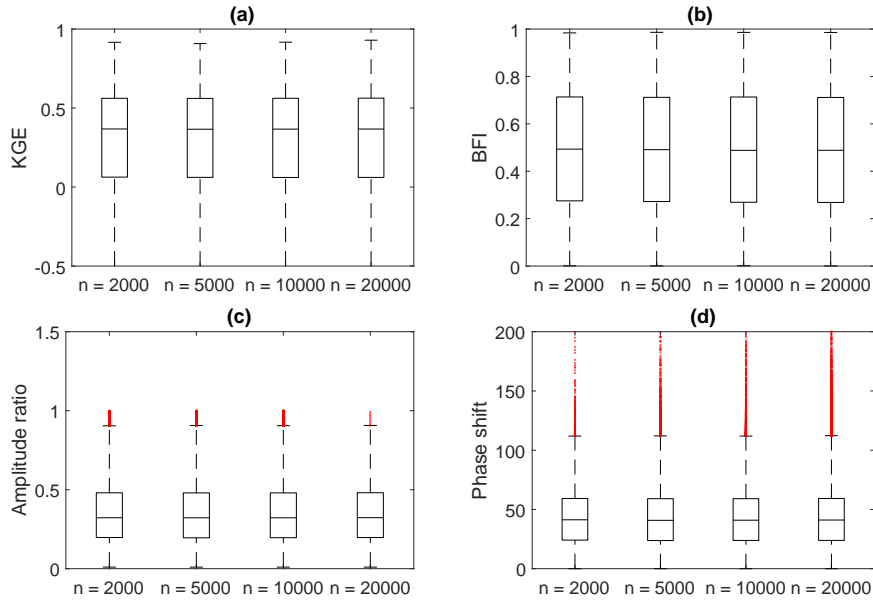 (a)
KGE
1
0.5
0
-0.5
n = 2000 n = 5000 n = 10000 n = 20000
(b)
BFI
1
0.8
0.6
0.4
0.2
0
n = 2000 n = 5000 n = 10000 n = 20000
(c)
Amplitude ratio
1.5
1
0.5
0
n = 2000 n = 5000 n = 10000 n = 20000
(d)
Phase shift
200
150
100
50
0
n = 2000 n = 5000 n = 10000 n = 20000